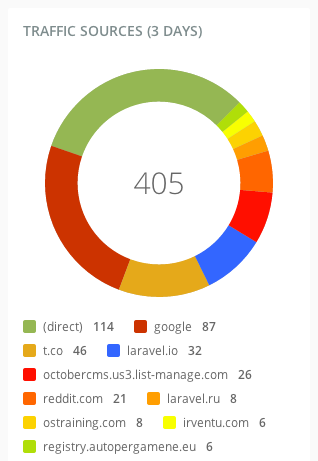 TRAFFIC SOURCES (3 DAYS)
405
(direct) 114 google 87
t.co 46 laravel.io 32
octobercms.us3.list-manage.com 26
reddit.com 21 laravel.ru 8
ostraining.com 8 irventu.com 6
registry.autopergamene.eu 6